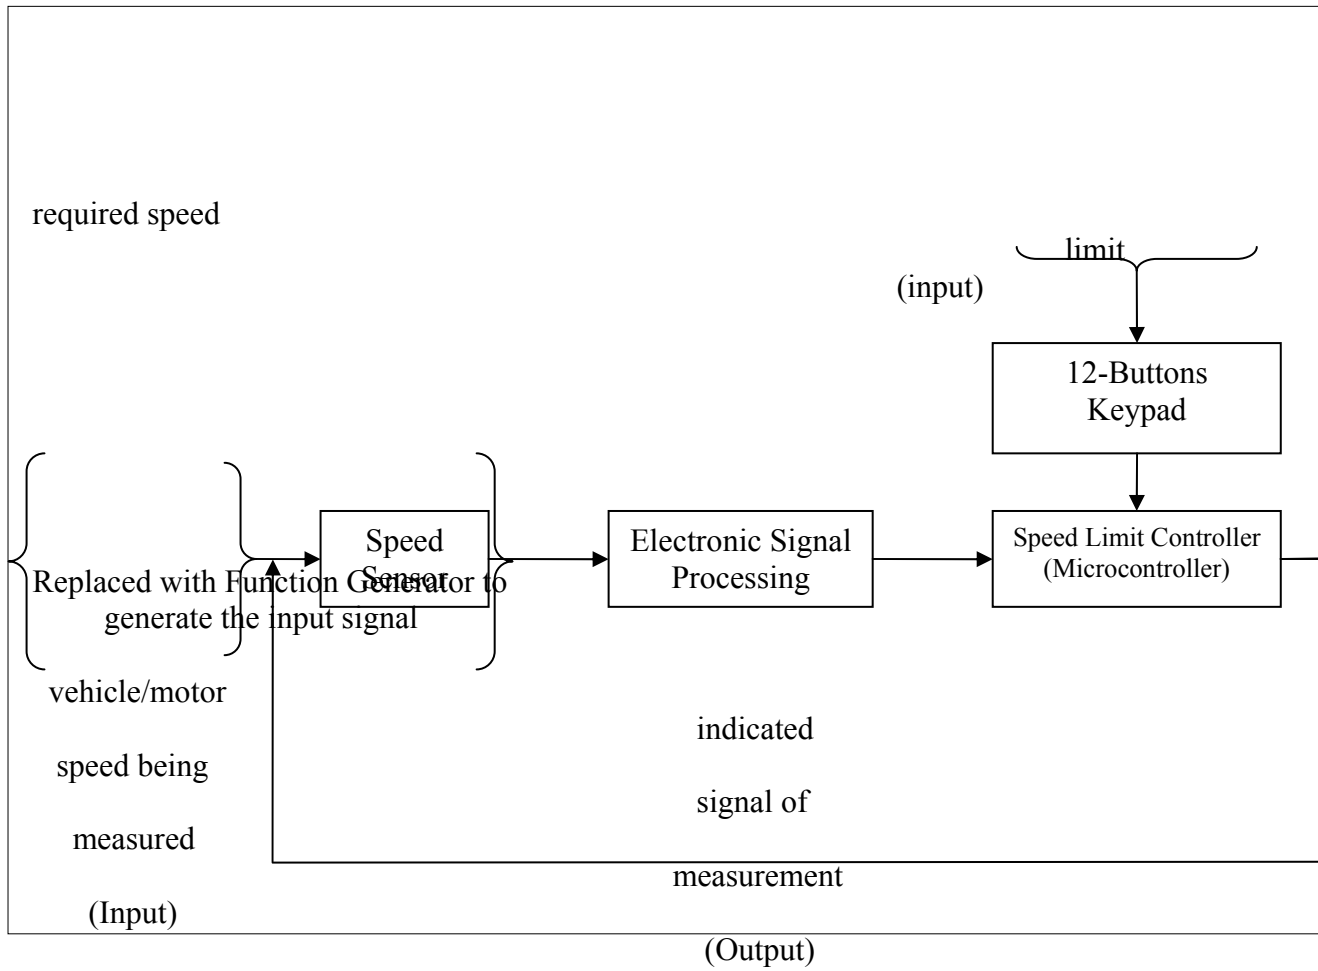 required speed
limit
(input)
12-Buttons
Keypad
Speed
Sensor
Electronic Signal
Processing
Speed Limit Controller
(Microcontroller)
Replaced with Function Generator to
generate the input signal
vehicle/motor
speed being
measured
(Input)
indicated
signal of
measurement
(Output)